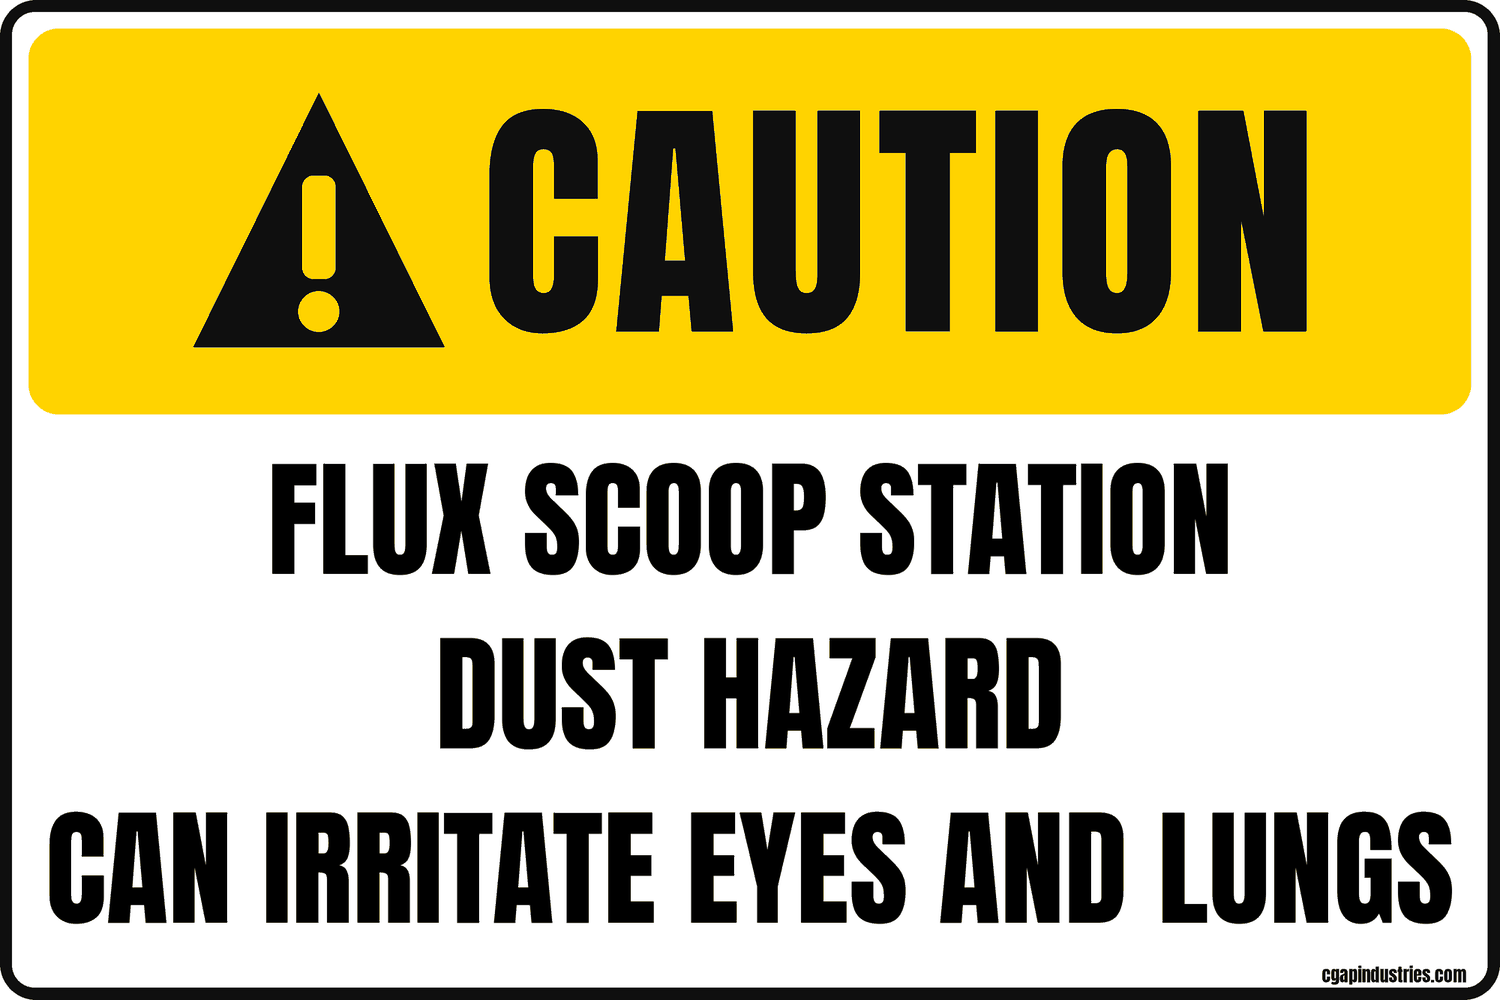 CAUTION
FLUX SCOOP STATION
DUST HAZARD
CAN IRRITATE EYES AND LUNGS
cgapindustries.com